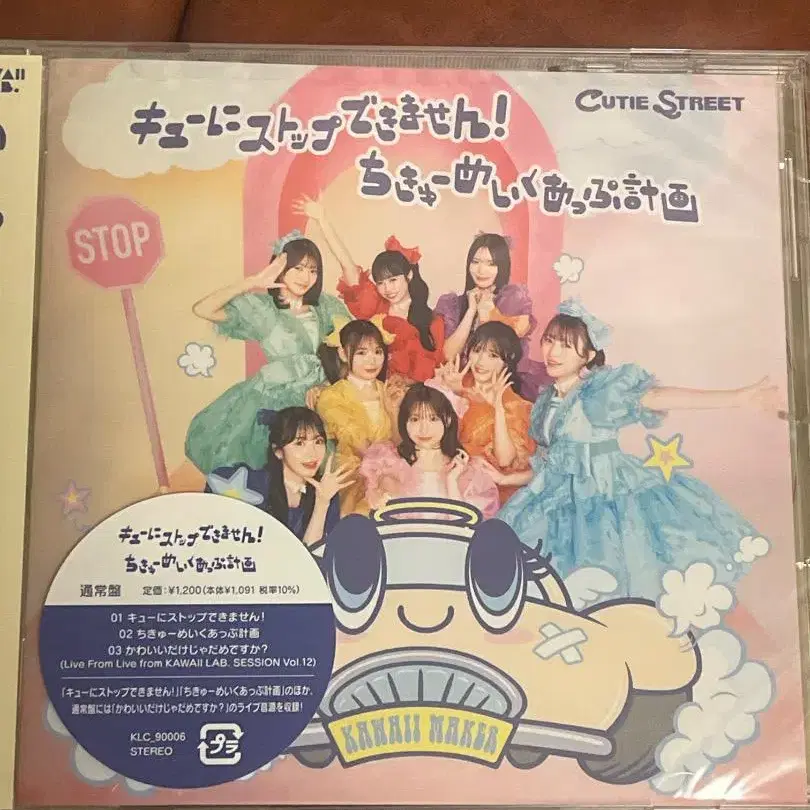 キューにストップできません!
CUTIE STREET
ちきゅーめいくあっぷ計画
STOP
キューにストップできません!
ちきゅーめいくあっぷ計画
通常盤 定価:¥1,200(本体¥1,091 税率10%)
01 キューにストップできません!
02 ちきゅーめいくあっぷ計画
03 かわいいだけじゃだめですか?
(Live From Live from KAWAII LAB. SESSION Vol.12)
「キューにストップできません!」「ちきゅーめいくあっぷ計画」のほか、
通常盤には「かわいいだけじゃだめですか?」のライブ音源を収録!
KLC_90006
STEREO
プラ
KAWAII MAKER